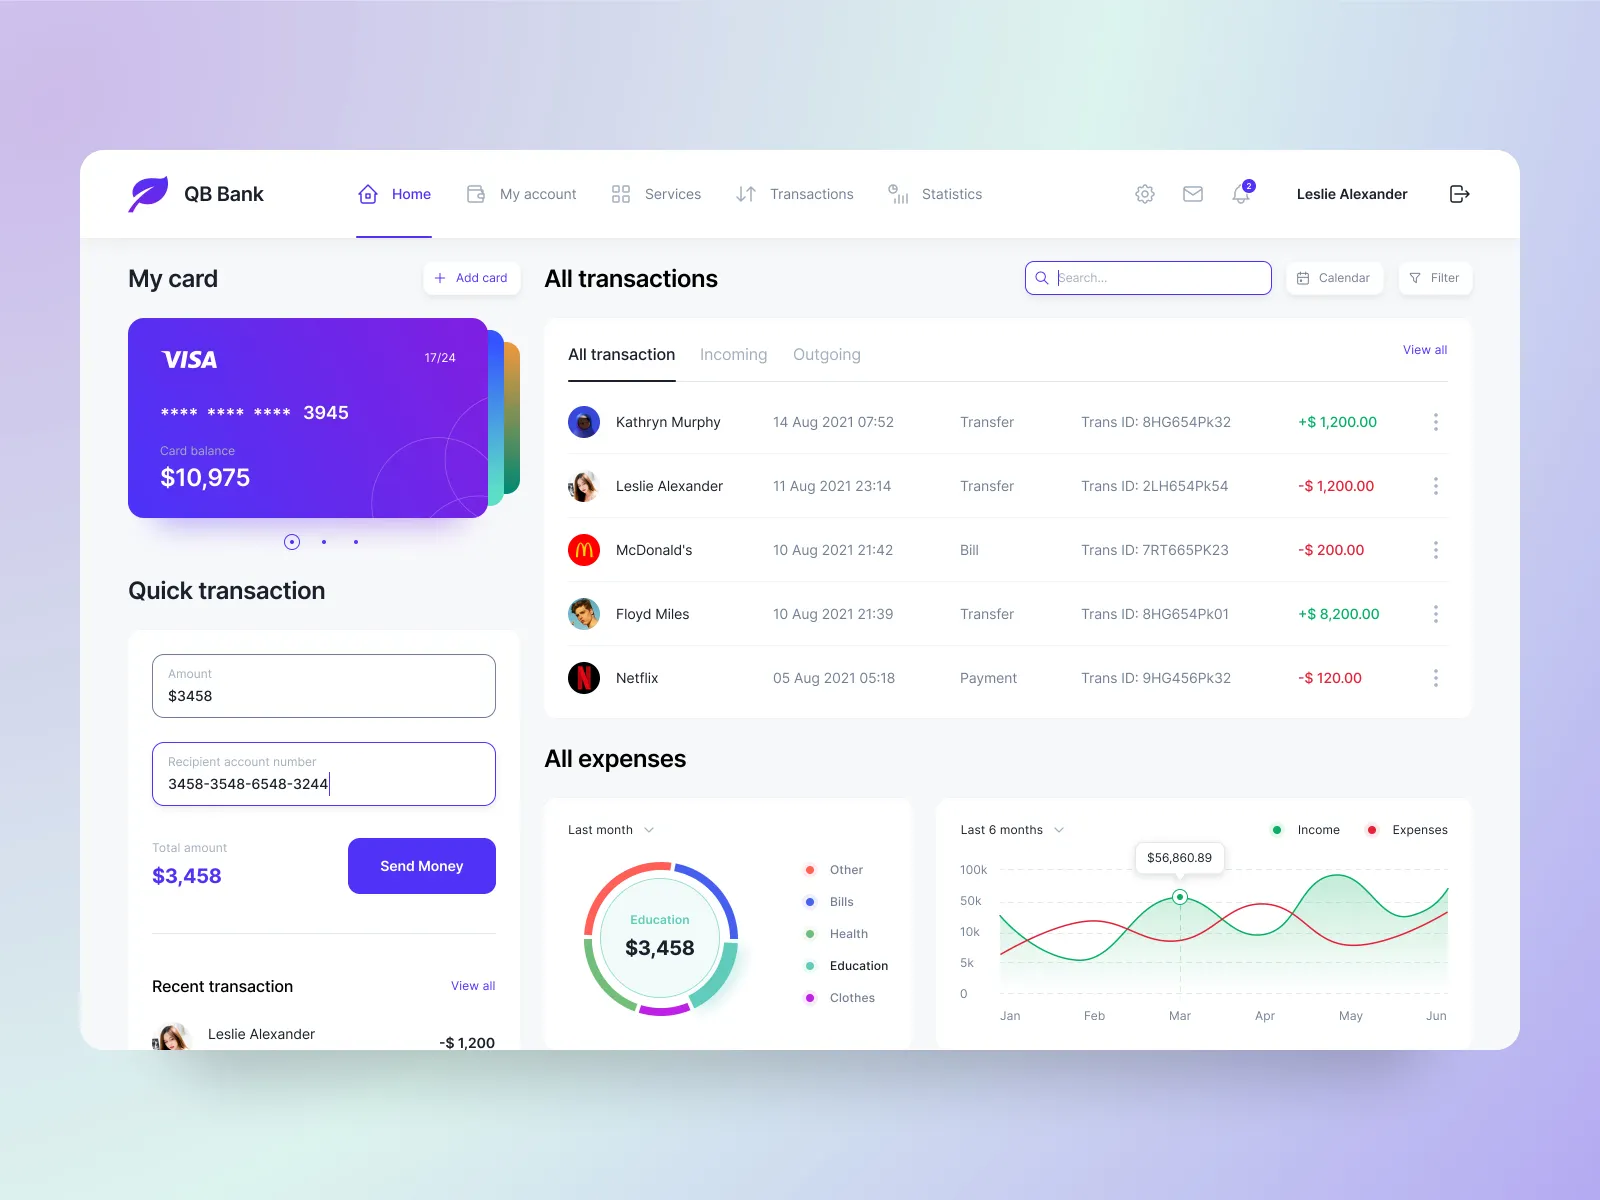 QB Bank
Home
My account
Services
Transactions
Statistics
2
Leslie Alexander
My card
+ Add card
VISA
17/24
**** **** **** 3945
Card balance
$10,975
Quick transaction
Amount
$3458
Recipient account number
3458-3548-6548-3244
Total amount
$3,458
Send Money
Recent transaction
View all
Leslie Alexander
-$ 1,200
All transactions
Search...
Calendar
Filter
All transaction
Incoming
Outgoing
View all
Kathryn Murphy 14 Aug 2021 07:52 Transfer Trans ID: 8HG654Pk32 +$ 1,200.00
Leslie Alexander 11 Aug 2021 23:14 Transfer Trans ID: 2LH654Pk54 -$ 1,200.00
McDonald's 10 Aug 2021 21:42 Bill Trans ID: 7RT665PK23 -$ 200.00
Floyd Miles 10 Aug 2021 21:39 Transfer Trans ID: 8HG654Pk01 +$ 8,200.00
N Netflix 05 Aug 2021 05:18 Payment Trans ID: 9HG456Pk32 -$ 120.00
All expenses
Last month
Education
$3,458
Other
Bills
Health
Education
Clothes
Last 6 months
Income
Expenses
$56,860.89
100k
50k
10k
5k
0
Jan Feb Mar Apr May Jun